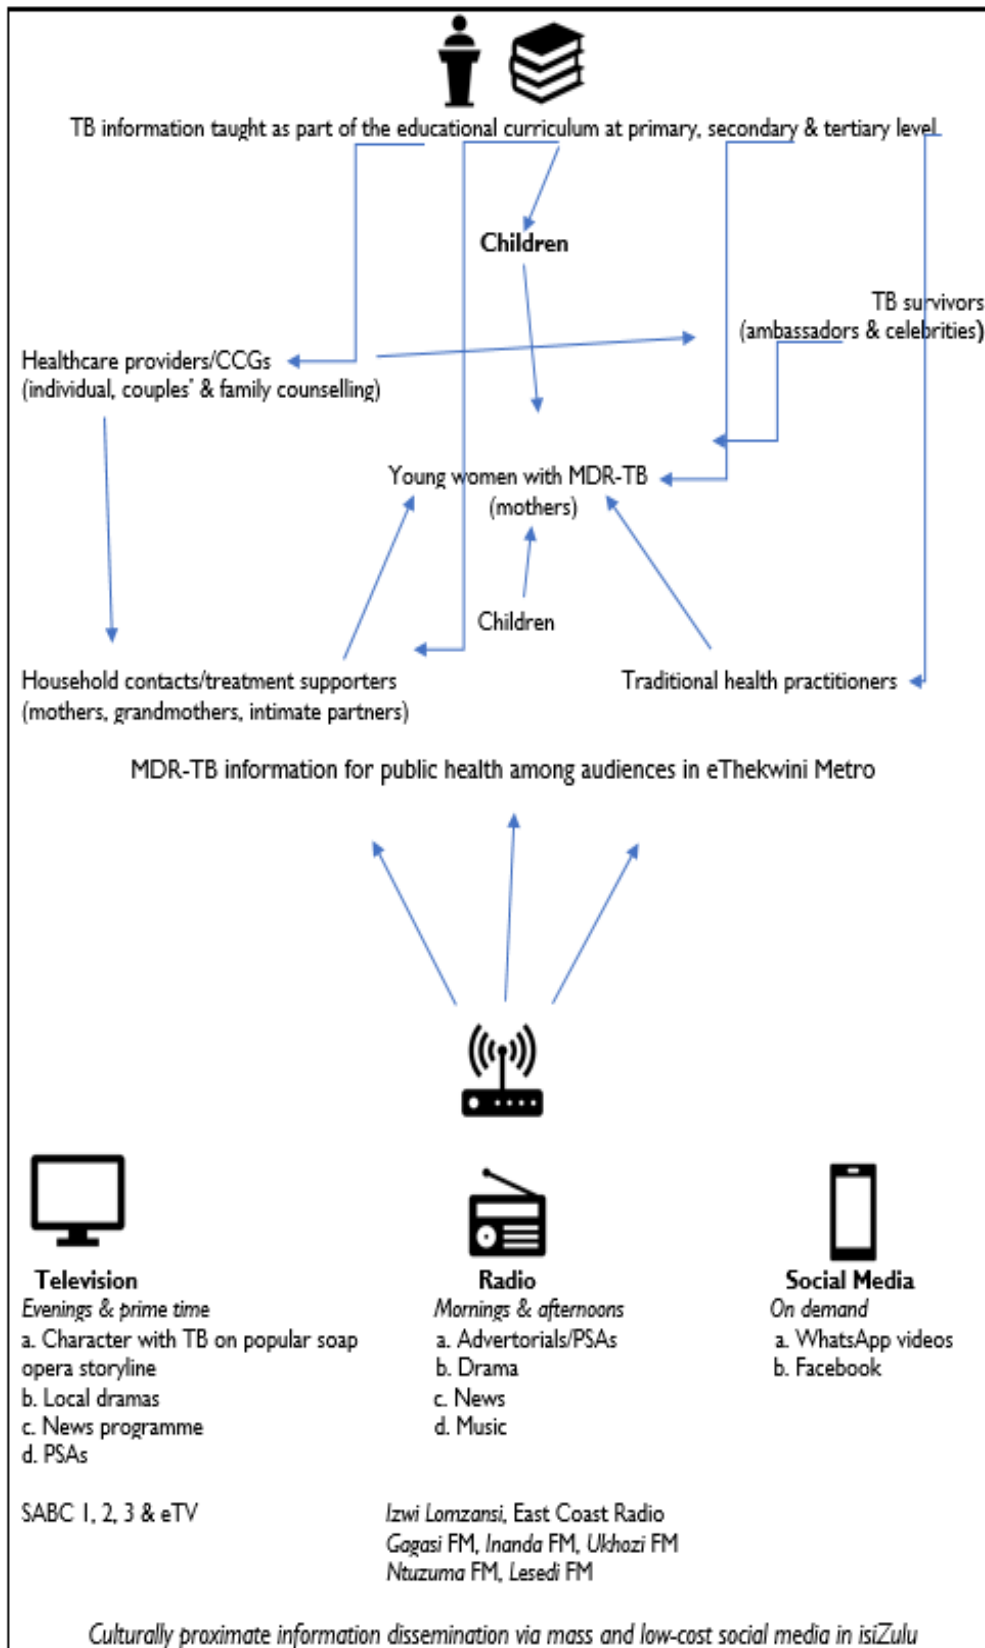 TB information taught as part of the educational curriculum at primary, secondary & tertiary level
Children
TB survivors
(ambassadors & celebrities)
Healthcare providers/CCGs
(individual, couples' & family counselling)
Young women with MDR-TB
(mothers)
Children
Household contacts/treatment supporters
(mothers, grandmothers, intimate partners)
Traditional health practitioners
MDR-TB information for public health among audiences in eThekwini Metro
Television
Evenings & prime time
a. Character with TB on popular soap
opera storyline
b. Local dramas
c. News programme
d. PSAs
SABC 1, 2, 3 & eTV
Radio
Mornings & afternoons
a. Advertorials/PSAs
b. Drama
c. News
d. Music
Izwi Lomzansi, East Coast Radio
Gagasi FM, Inanda FM, Ukhozi FM
Ntuzuma FM, Lesedi FM
Social Media
On demand
a. WhatsApp videos
b. Facebook
Culturally proximate information dissemination via mass and low-cost social media in isiZulu